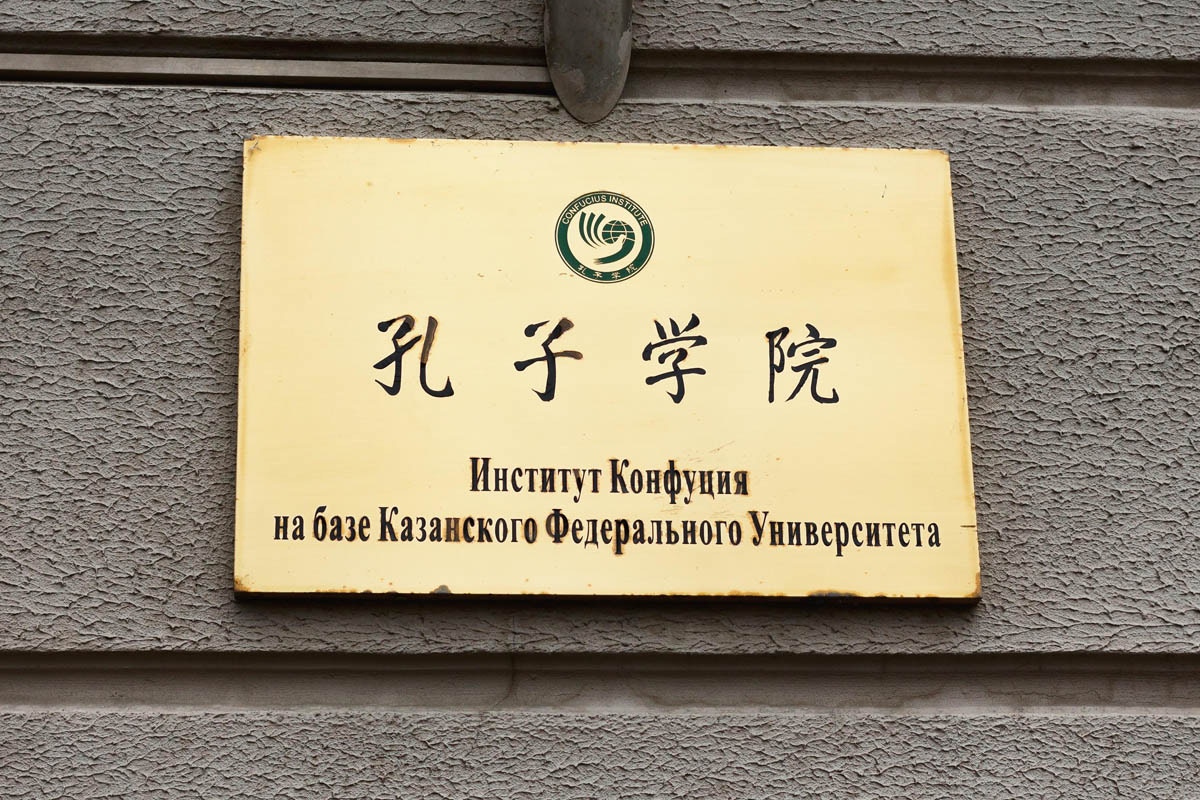 CONFUCIUS INSTITUTE
孔子学院
孔子学院
Институт Конфуция
на базе Казанского Федерального Университета